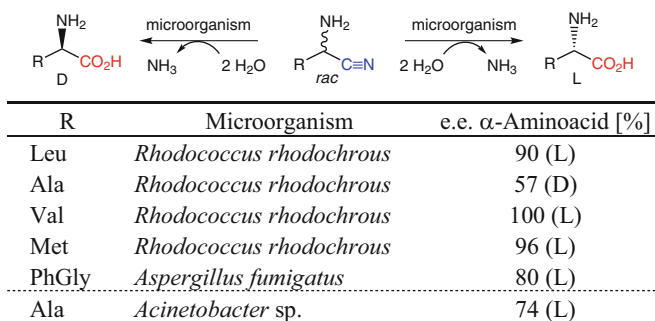 NH₂ microorganism NH₂ microorganism NH₂
R CO₂H NH₃ 2 H₂O R C≡N 2 H₂O NH₃ R CO₂H
D rac L
R Microorganism e.e. α-Aminoacid [%]
Leu Rhodococcus rhodochrous 90 (L)
Ala Rhodococcus rhodochrous 57 (D)
Val Rhodococcus rhodochrous 100 (L)
Met Rhodococcus rhodochrous 96 (L)
PhGly Aspergillus fumigatus 80 (L)
Ala Acinetobacter sp. 74 (L)